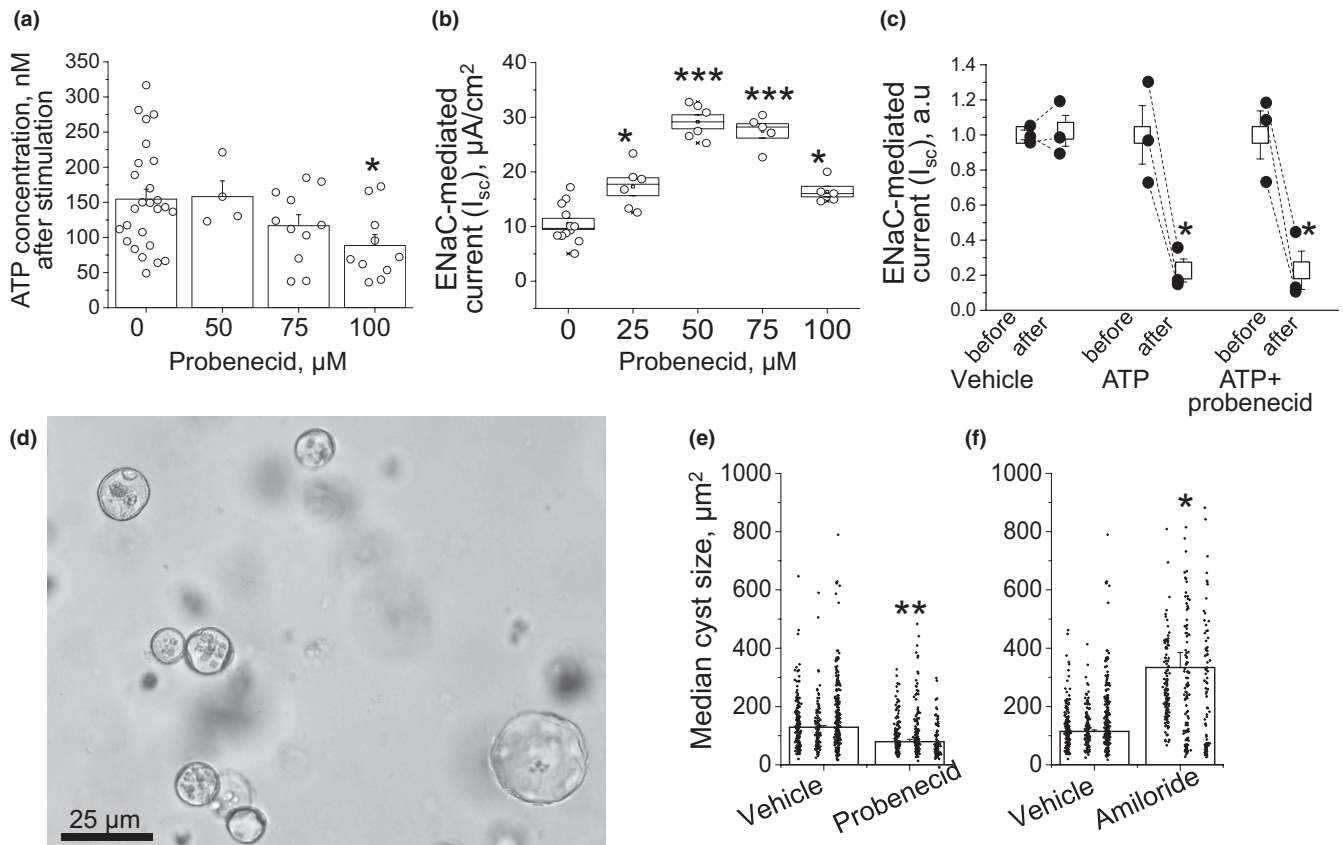 (a)
ATP concentration, nM
after stimulation
350
300
250
200
150
100
50
0
*
0 50 75 100
Probenecid, µM
(b)
ENaC-mediated
current (Isc), µA/cm²
40
30
20
10
0
*
***
***
*
0 25 50 75 100
Probenecid, µM
(c)
ENaC-mediated
current (Isc), a.u
1.4
1.2
1.0
0.8
0.6
0.4
0.2
0.0
*
*
before after before after before after
Vehicle ATP ATP+
probenecid
(d)
25 µm
(e)
Median cyst size, µm²
1000
800
600
400
200
0
**
Vehicle Probenecid
(f)
1000
800
600
400
200
0
*
Vehicle Amiloride